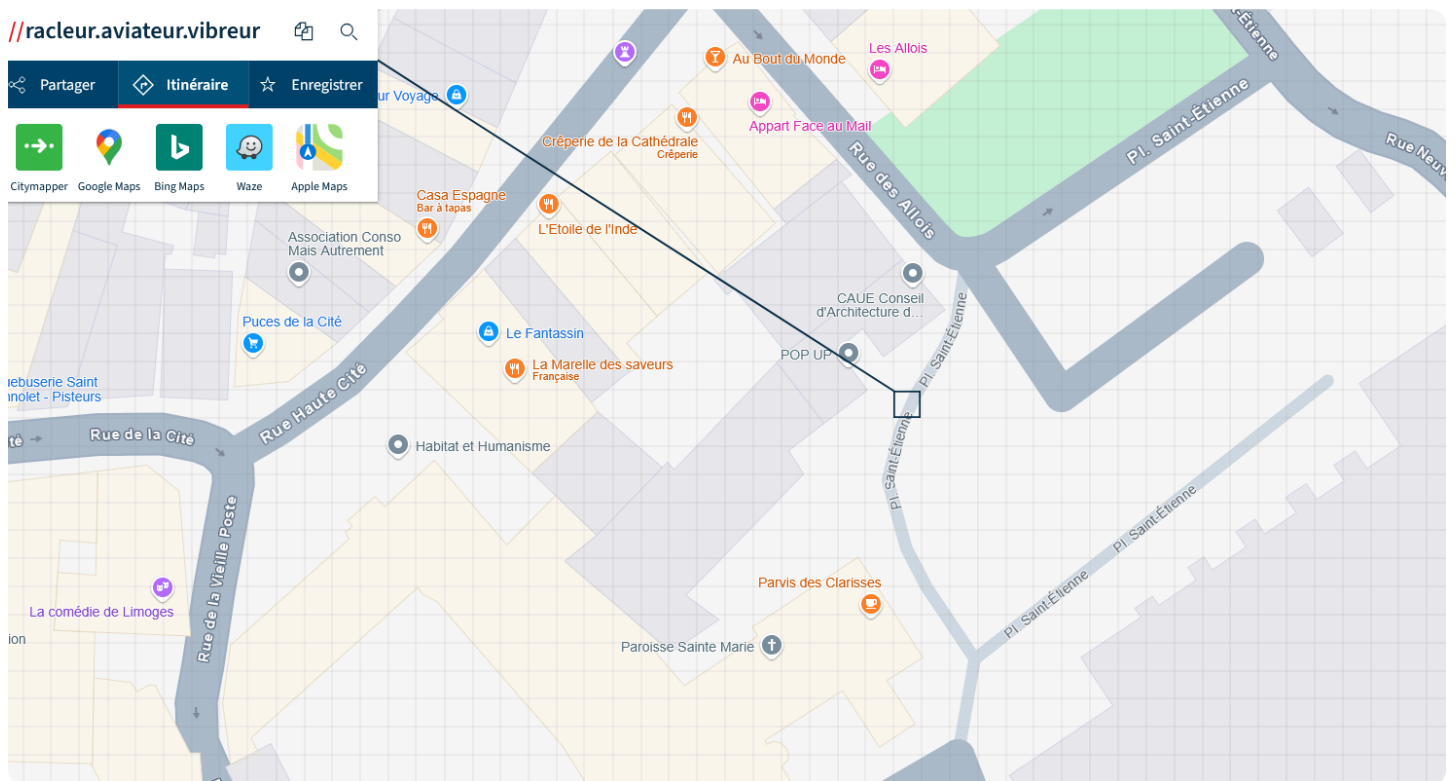 //racleur.aviateur.vibreur
Partager
Itinéraire
Enregistrer
Citymapper
Google Maps
Bing Maps
Waze
Apple Maps
ur Voyage
Au Bout du Monde
Les Allois
Appart Face au Mail
Crêperie de la Cathédrale
Crêperie
Casa Espagne
Bar à tapas
L'Etoile de l'Inde
Association Conso
Mais Autrement
Rue des Allois
Pl. Saint-Étienne
-Étienne
Rue Neuv
CAUE Conseil
d'Architecture d...
Puces de la Cité
Le Fantassin
La Marelle des saveurs
Française
POP UP
Pl. Saint-Étienne
uebuserie Saint
nnolet - Pisteurs
Rue Haute Cité
té
Rue de la Cité
Habitat et Humanisme
Pl. Saint-Étienne
Pl. Saint-Étienne
Rue de la Vieille Poste
La comédie de Limoges
ion
Parvis des Clarisses
Pl. Saint-Étienne
Paroisse Sainte Marie